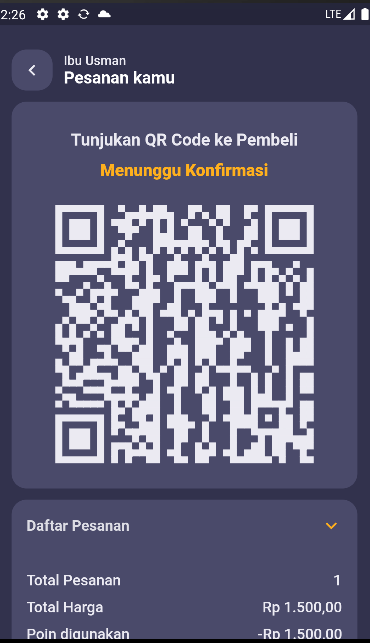 2:26
LTE
Ibu Usman
Pesanan kamu
Tunjukan QR Code ke Pembeli
Menunggu Konfirmasi
Daftar Pesanan
Total Pesanan 1
Total Harga Rp 1.500,00
Poin digunakan -Rp 1.500,00